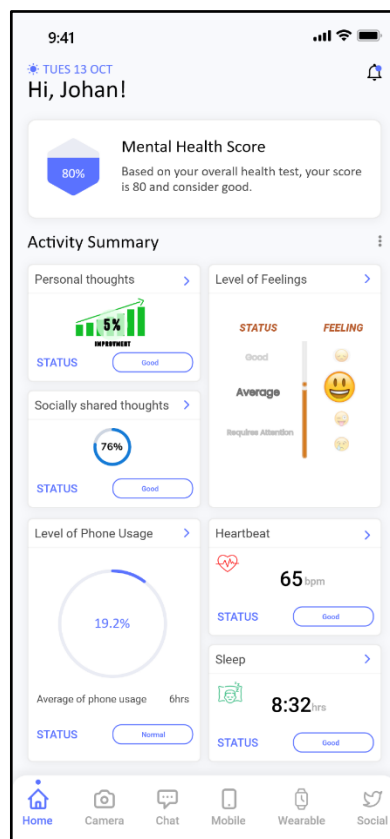 9:41
TUES 13 OCT
Hi, Johan!
80%
Mental Health Score
Based on your overall health test, your score
is 80 and consider good.
Activity Summary
Personal thoughts
5%
IMPROVMENT
STATUS
Good
Socially shared thoughts
76%
STATUS
Good
Level of Feelings
STATUS
FEELING
Good
Average
Requires Attention
Level of Phone Usage
19.2%
Average of phone usage 6hrs
STATUS
Normal
Heartbeat
65 bpm
STATUS
Good
Sleep
8:32hrs
STATUS
Good
Home Camera Chat Mobile Wearable Social